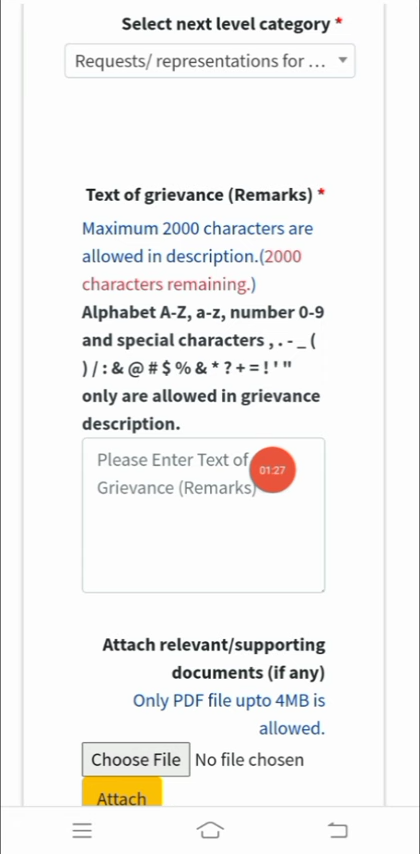 Select next level category *
Requests/ representations for ...
Text of grievance (Remarks) *
Maximum 2000 characters are
allowed in description.(2000
characters remaining.)
Alphabet A-Z, a-z, number 0-9
and special characters , . - _ (
) / : & @ # $ % & * ? + = ! ' "
only are allowed in grievance
description.
Please Enter Text of
01:27
Grievance (Remarks)
Attach relevant/supporting
documents (if any)
Only PDF file upto 4MB is
allowed.
Choose File No file chosen
Attach